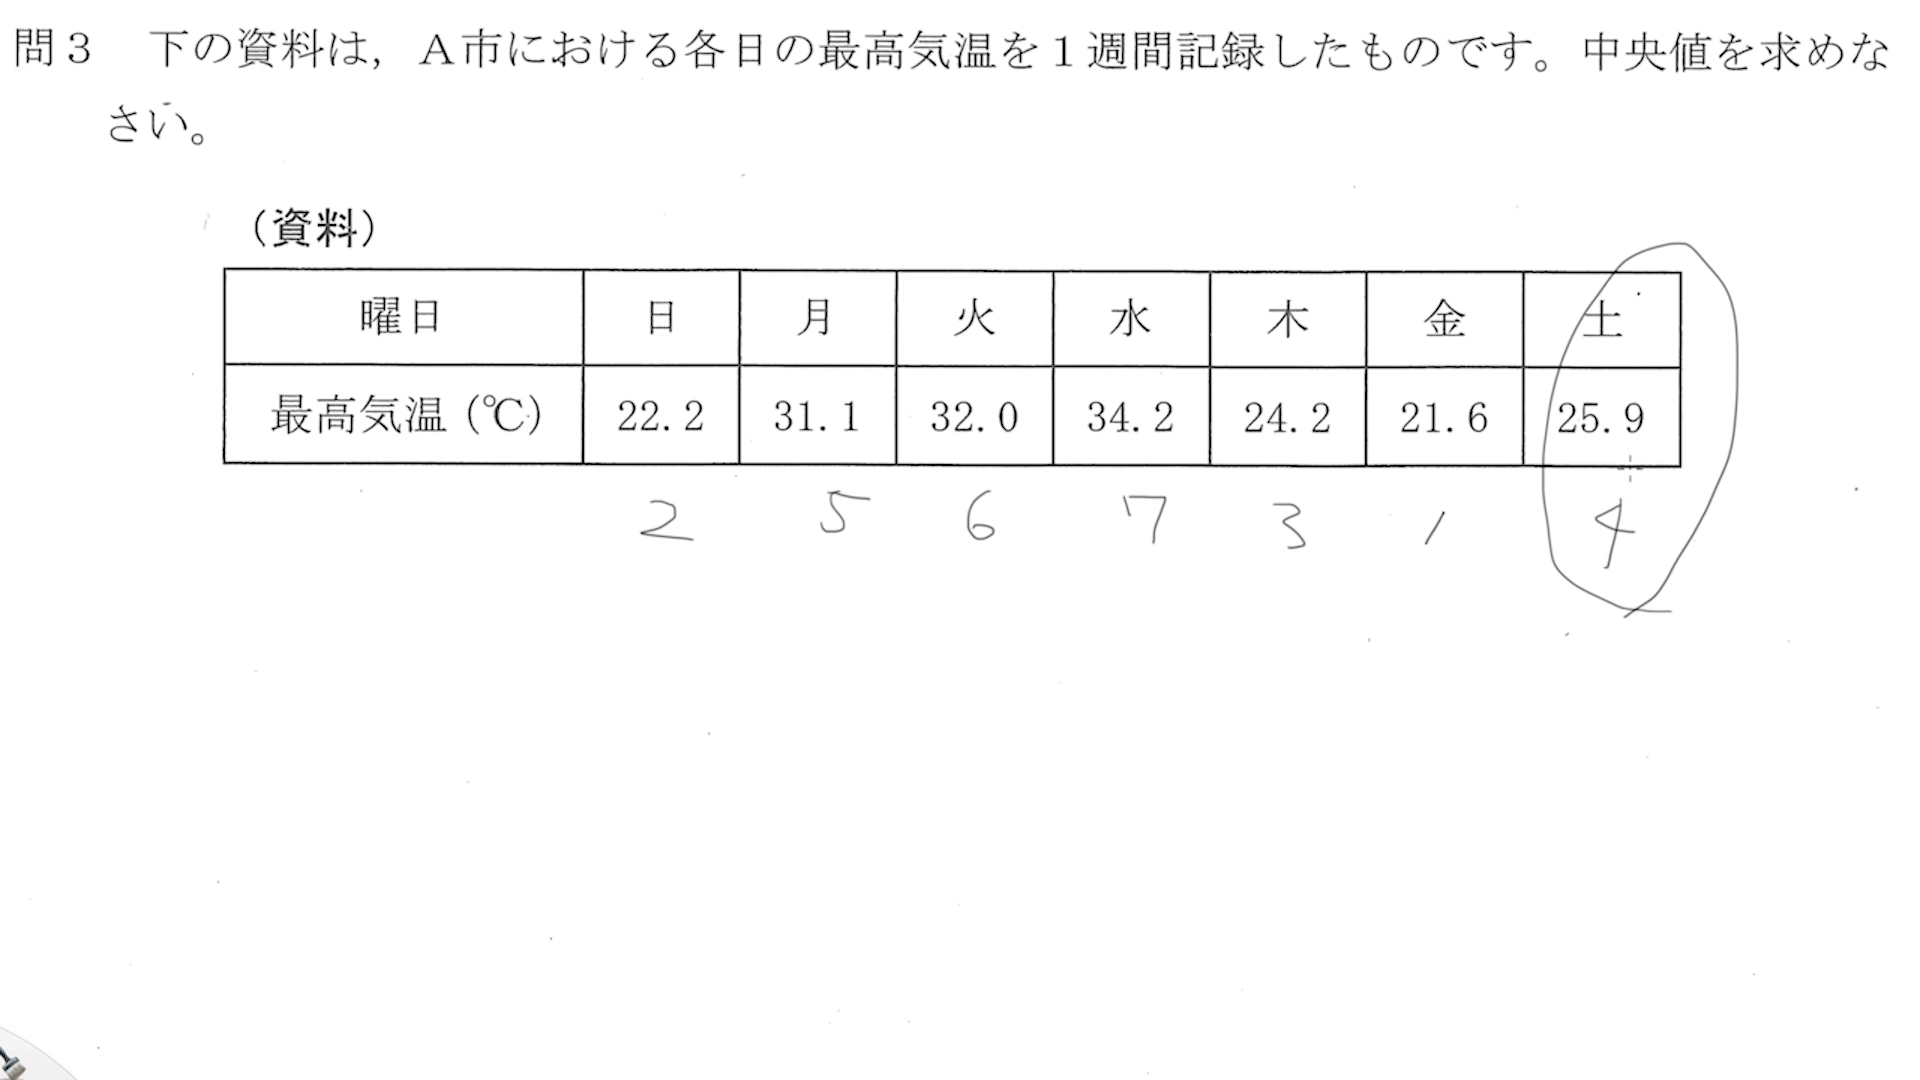 問３　下の資料は，Ａ市における各日の最高気温を１週間記録したものです。中央値を求めな
さい。
（資料）
曜日 日 月 火 水 木 金 土
最高気温（℃） 22.2 31.1 32.0 34.2 24.2 21.6 25.9
2 5 6 7 3 1 4